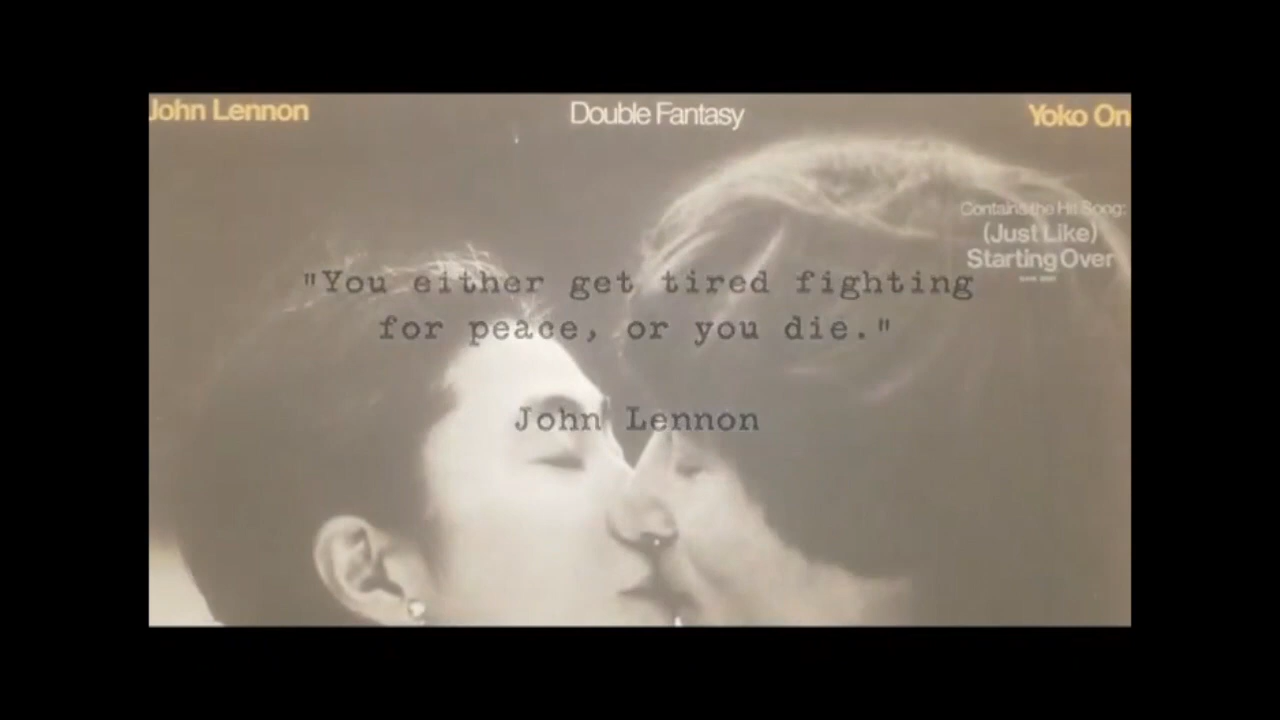 John Lennon
Double Fantasy
Yoko On
Contains the Hit Song:
(Just Like)
Starting Over
"You either get tired fighting
for peace, or you die."
John Lennon